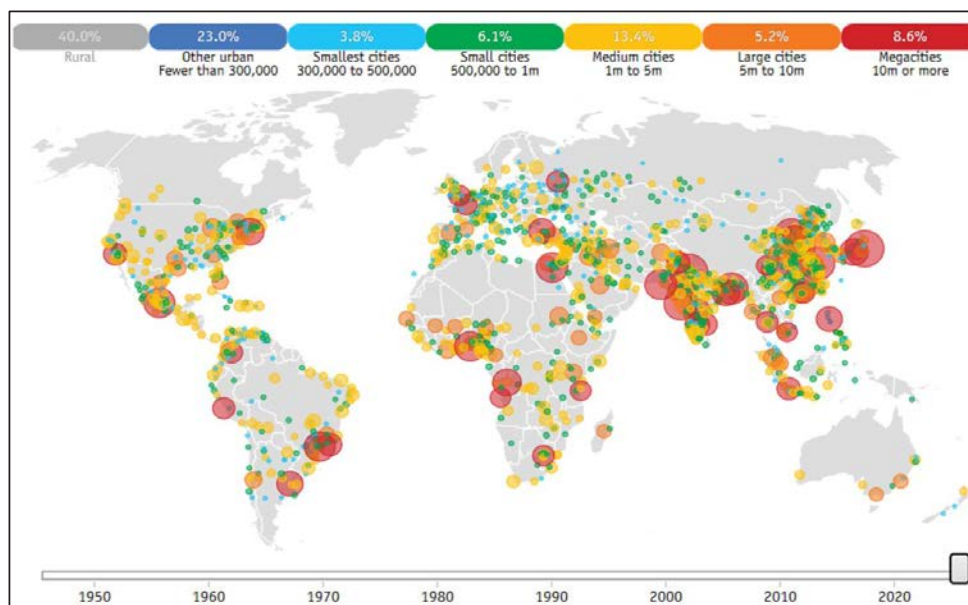 40.0% 23.0% 3.8% 6.1% 13.4% 5.2% 8.6%
Rural Other urban Smallest cities Small cities Medium cities Large cities Megacities
Fewer than 300,000 300,000 to 500,000 500,000 to 1m 1m to 5m 5m to 10m 10m or more
1950 1960 1970 1980 1990 2000 2010 2020